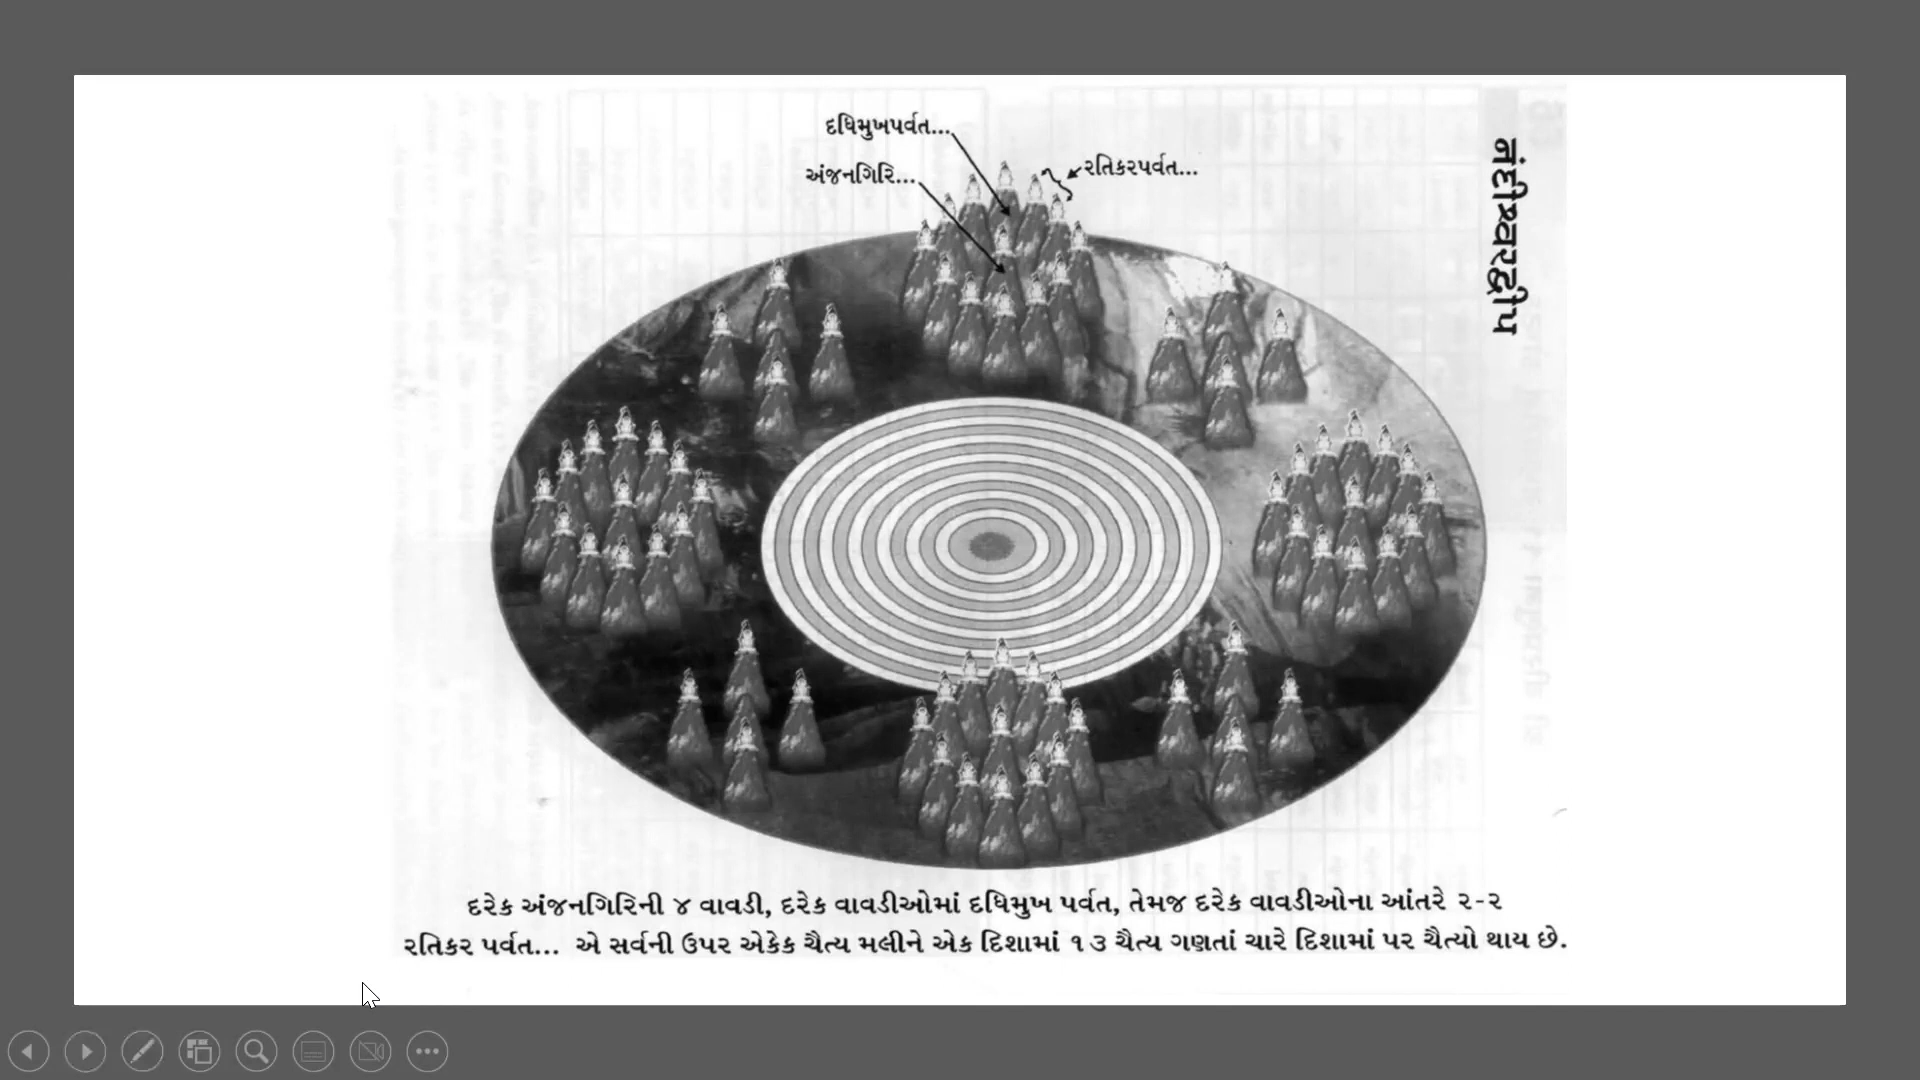 દધિમુખપર્વત...
અંજનગિરિ...
રતિકરપર્વત...
નંદીશ્વરદ્વીપ
દરેક અંજનગિરિની ૪ વાવડી, દરેક વાવડીઓમાં દધિમુખ પર્વત, તેમજ દરેક વાવડીઓના આંતરે ૨-૨
રતિકર પર્વત... એ સર્વની ઉપર એકેક ચૈત્ય મલીને એક દિશામાં ૧૩ ચૈત્ય ગણતાં ચારે દિશામાં ૫૨ ચૈત્યો થાય છે.